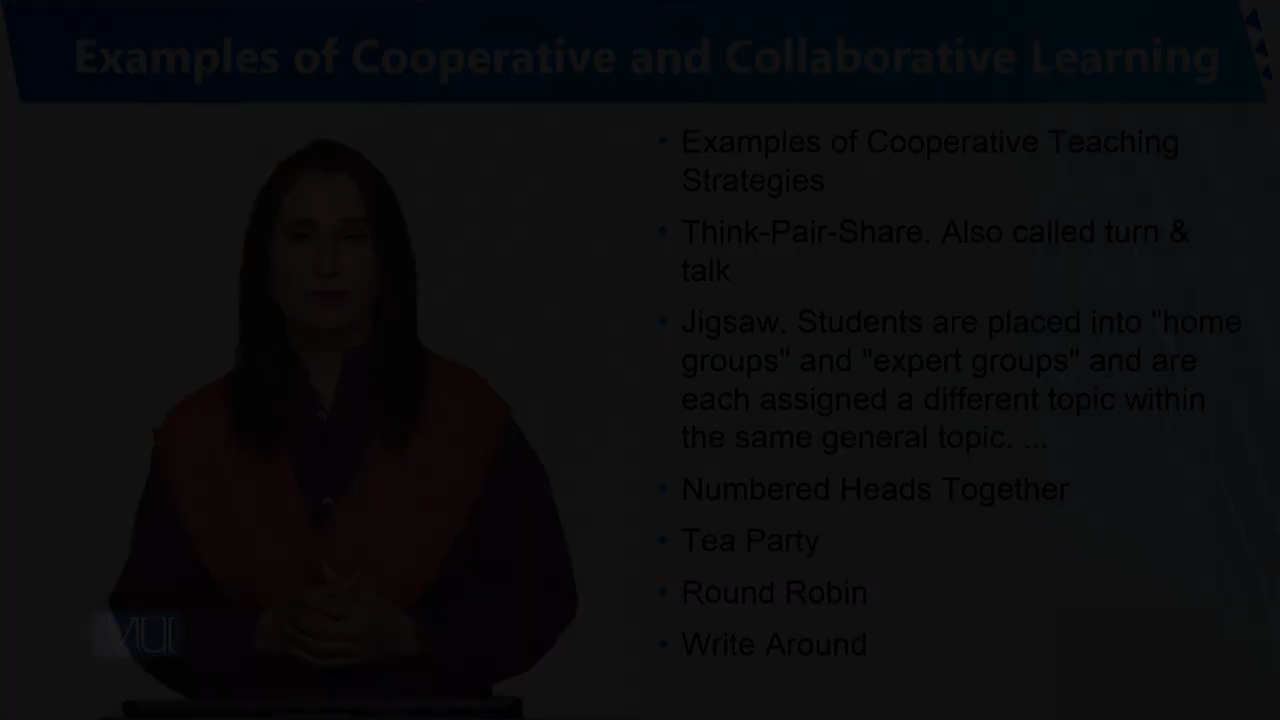 Examples of Cooperative and Collaborative Learning
• Examples of Cooperative Teaching
Strategies
• Think-Pair-Share. Also called turn &
talk
• Jigsaw. Students are placed into "home
groups" and "expert groups" and are
each assigned a different topic within
the same general topic. ...
• Numbered Heads Together
• Tea Party
• Round Robin
• Write Around